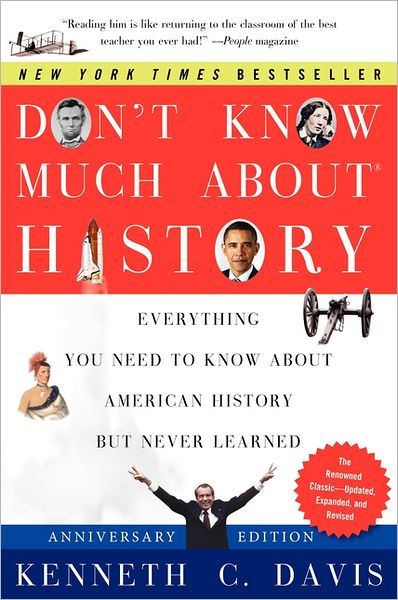 “Reading him is like returning to the classroom of the best
teacher you ever had!” —People magazine
NEW YORK TIMES BESTSELLER
DON'T KNOW
MUCH ABOUT®
HISTORY
EVERYTHING
YOU NEED TO KNOW ABOUT
AMERICAN HISTORY
BUT NEVER LEARNED
The
Renowned
Classic—Updated,
Expanded, and
Revised
ANNIVERSARY EDITION
KENNETH C. DAVIS